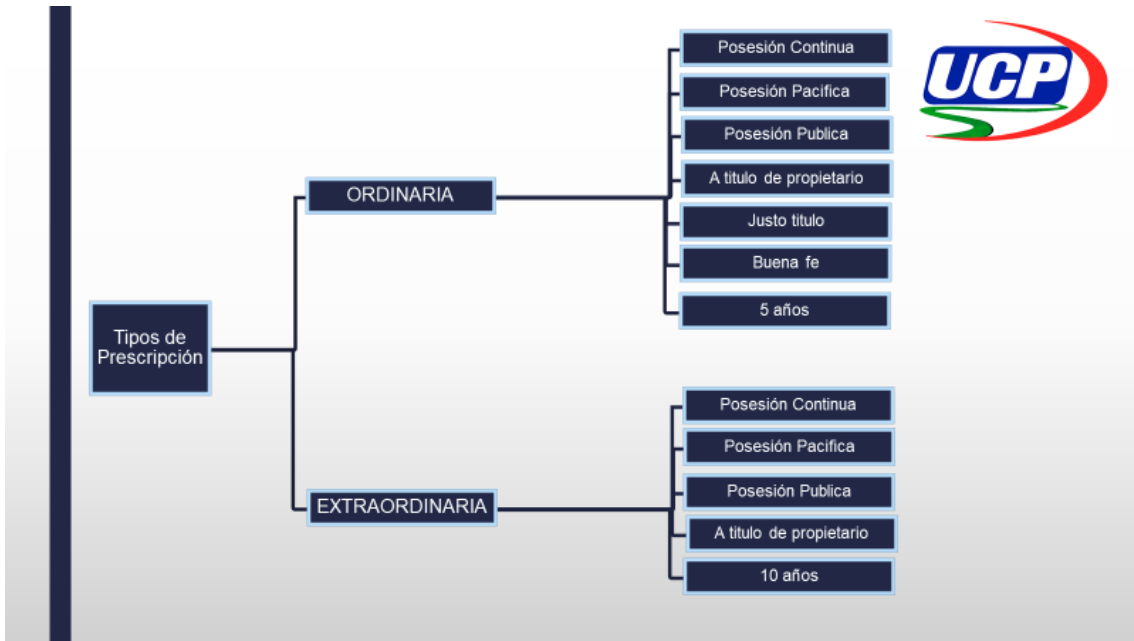 Tipos de
Prescripción
ORDINARIA
Posesión Continua
Posesión Pacifica
Posesión Publica
A titulo de propietario
Justo titulo
Buena fe
5 años
EXTRAORDINARIA
Posesión Continua
Posesión Pacifica
Posesión Publica
A titulo de propietario
10 años
UCP